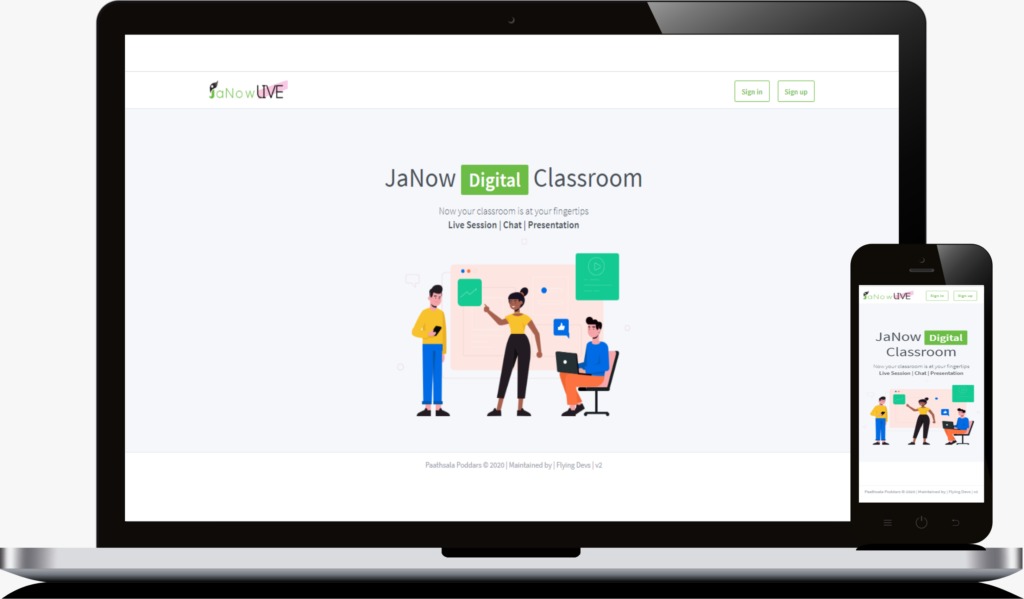 JaNow LIVE
Sign in
Sign up
JaNow Digital Classroom
Now your classroom is at your fingertips
Live Session | Chat | Presentation
Paathsala Poddars © 2020 | Maintained by | Flying Devs | v2
JaNow LIVE
Sign in
Sign up
JaNow Digital
Classroom
Now your classroom is at your fingertips
Live Session | Chat | Presentation
Paathsala Poddars © 2020 | Maintained by | Flying Devs | v2